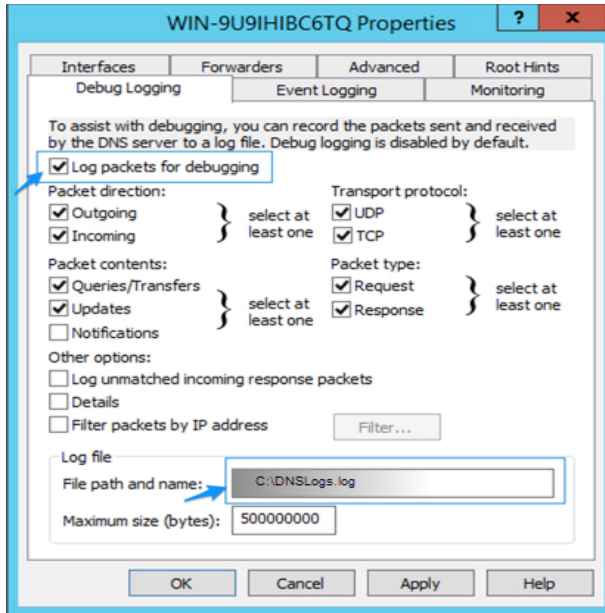 WIN-9U9IHIBC6TQ Properties
? x
Interfaces Forwarders Advanced Root Hints
Debug Logging Event Logging Monitoring
To assist with debugging, you can record the packets sent and received
by the DNS server to a log file. Debug logging is disabled by default.
Log packets for debugging
Packet direction: Transport protocol:
Outgoing UDP
select at select at
Incoming least one TCP least one
Packet contents: Packet type:
Queries/Transfers Request
select at select at
Updates least one Response least one
Notifications
Other options:
Log unmatched incoming response packets
Details
Filter packets by IP address Filter...
Log file
File path and name: C:\DNSLogs.log
Maximum size (bytes): 500000000
OK Cancel Apply Help